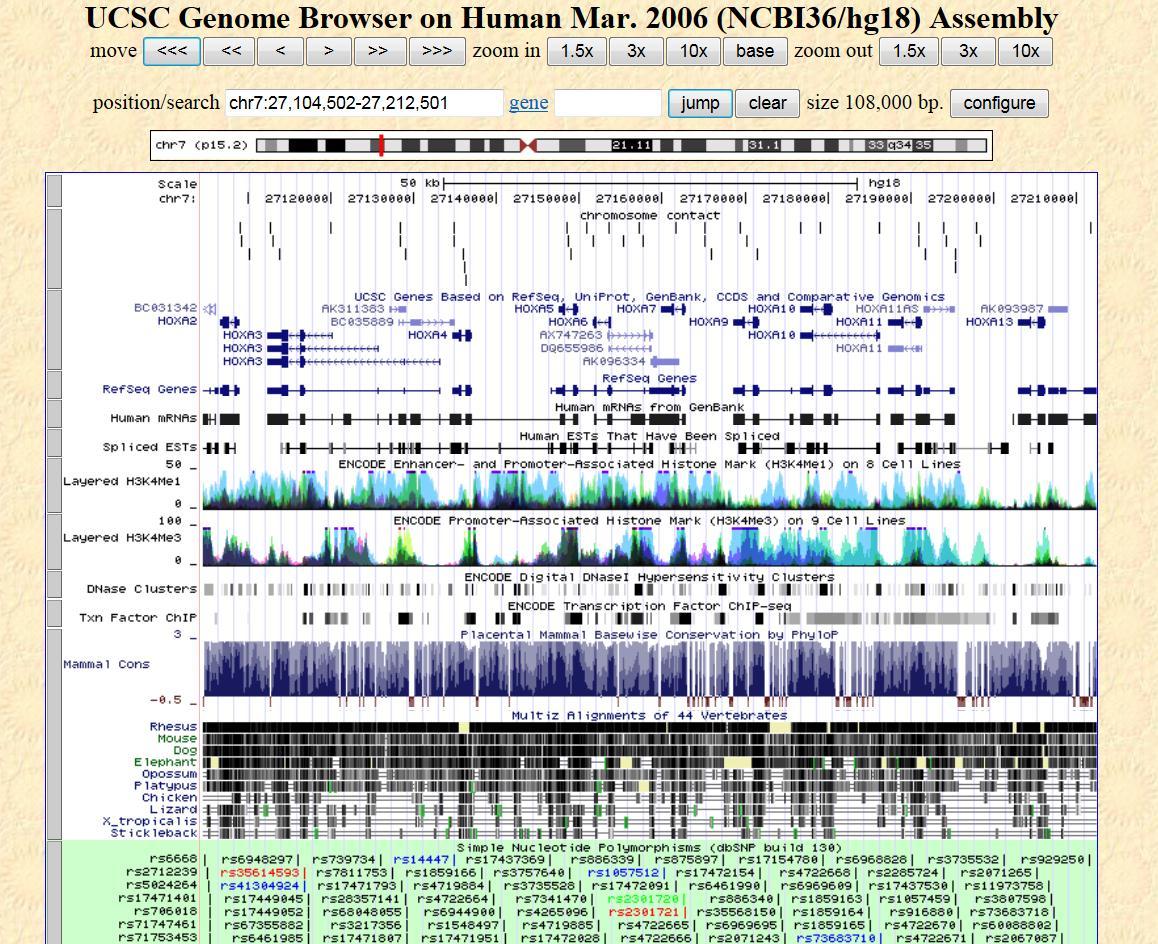 UCSC Genome Browser on Human Mar. 2006 (NCBI36/hg18) Assembly
move <<< << < > >> >>> zoom in 1.5x 3x 10x base zoom out 1.5x 3x 10x
position/search chr7:27,104,502-27,212,501 gene jump clear size 108,000 bp. configure
chr7 (p15.2) 21.11 31.1 33 q34 35
Scale 50 kb hg18
chr7: 27120000| 27130000| 27140000| 27150000| 27160000| 27170000| 27180000| 27190000| 27200000| 27210000|
chromosome contact
UCSC Genes Based on RefSeq, UniProt, GenBank, CCDS and Comparative Genomics
BC031342 AK311383 HOXA5 HOXA7 HOXA10 HOXA11AS AK093987
HOXA2 BC035889 HOXA6 HOXA9 HOXA11 HOXA13
HOXA3 HOXA4 AX747263 HOXA10
HOXA3 DQ655986 HOXA11
HOXA3 AK096334
RefSeq Genes
RefSeq Genes
Human mRNAs from GenBank
Human mRNAs
Human ESTs That Have Been Spliced
Spliced ESTs
ENCODE Enhancer- and Promoter-Associated Histone Mark (H3K4Me1) on 8 Cell Lines
50 _
Layered H3K4Me1
0 _
ENCODE Promoter-Associated Histone Mark (H3K4Me3) on 9 Cell Lines
100 _
Layered H3K4Me3
0 _
ENCODE Digital DNaseI Hypersensitivity Clusters
DNase Clusters
ENCODE Transcription Factor ChIP-seq
Txn Factor ChIP
Placental Mammal Basewise Conservation by PhyloP
3 _
Mammal Cons
-0.5 _
Multiz Alignments of 44 Vertebrates
Rhesus
Mouse
Dog
Elephant
Opossum
Platypus
Chicken
Lizard
X_tropicalis
Stickleback
Simple Nucleotide Polymorphisms (dbSNP build 130)
rs6668| rs6948297| rs739734| rs14447| rs17437369| rs886339| rs875897| rs17154780| rs6968828| rs3735532| rs929250|
rs2712239| rs35614593| rs7811753| rs1859166| rs3757640| rs1057512| rs17472154| rs4722668| rs2285724| rs2071265|
rs5024264| rs41304924| rs17471793| rs4719884| rs3735528| rs17472091| rs6461990| rs6969609| rs17437530| rs11973758|
rs17471401| rs17449045| rs28357141| rs4722664| rs7341470| rs2301720| rs886340| rs1859163| rs1057459| rs3807598|
rs706018| rs17449052| rs68048055| rs6944900| rs4265096| rs2301721| rs35568150| rs1859164| rs916880| rs73683718|
rs71747461| rs67355882| rs3217356| rs1548497| rs4719885| rs4722665| rs6969695| rs1859165| rs4722670| rs60088802|
rs71753453| rs6461985| rs17471807| rs17471951| rs17472028| rs4722666| rs2071243| rs73683710| rs4722671| rs2067087|